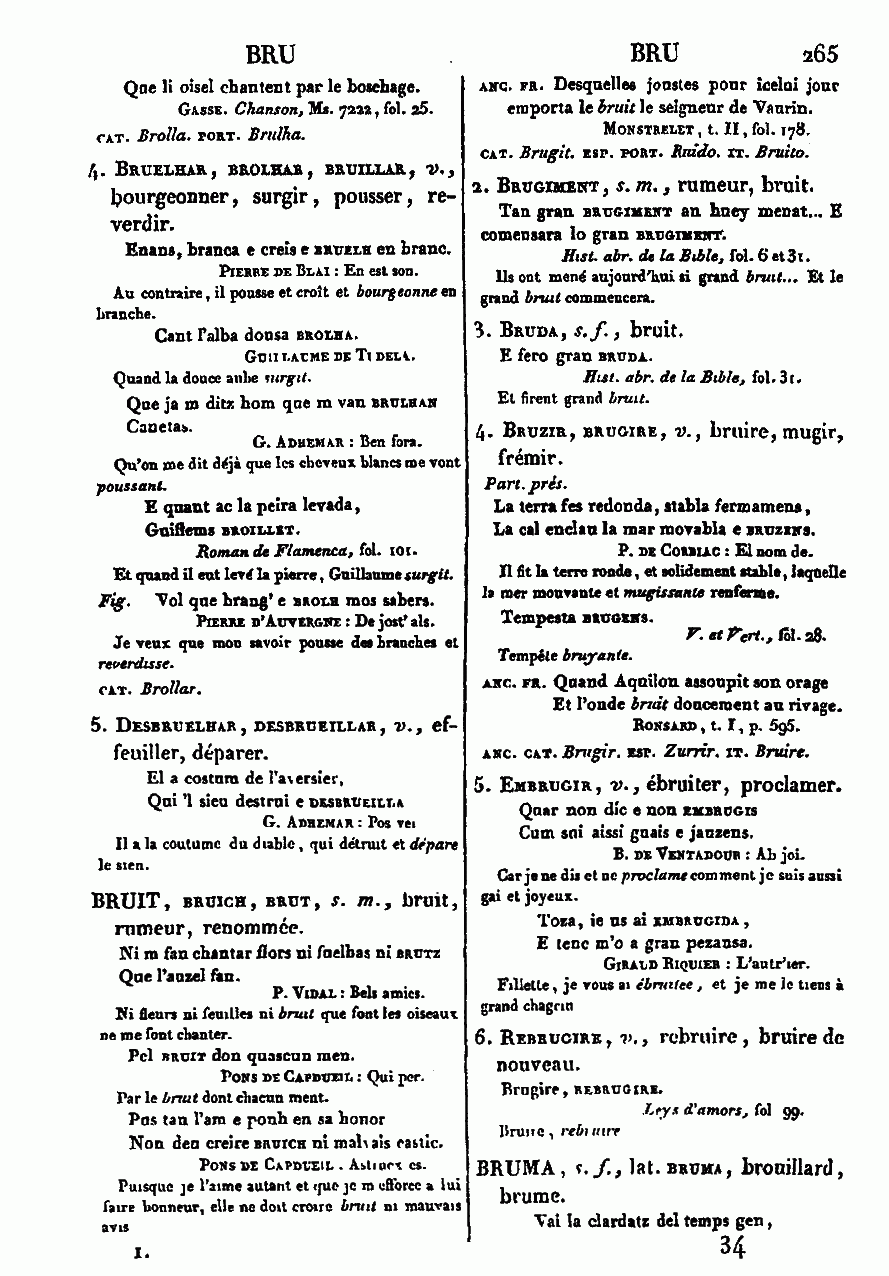 BRU
BRU 265
Que li oisel chantent par le boschage.
GASSE. Chanson, Ms. 7222, fol. 25.
CAT. Brolla. PORT. Brulha.
4. BRUELHAR, BROLHAR, BRUILLAR, v.,
bourgeonner, surgir, pousser, re-
verdir.
Enans, branca e creis e BRUELH en branc.
PIERRE DE BLAI : En est son.
Au contraire, il pousse et croît et bourgeonne en
branche.
Cant l'alba dousa BROLHA.
GUILLAUME DE TUDELA.
Quand la douce aube surgit.
Que ja m ditz hom que m van BRULHAN
Canetas.
G. ADHEMAR : Ben fora.
Qu'on me dit déjà que les cheveux blancs me vont
poussant.
E quant ac la peira levada,
Guillems BROILLET.
Roman de Flamenca, fol. 101.
Et quand il eut levé la pierre, Guillaume surgit.
Fig. Vol que brang' e BROLH mos sabers.
PIERRE D'AUVERGNE : De jost' als.
Je veux que mon savoir pousse des branches et
reverdisse.
CAT. Brollar.
5. DESBRUELHAR, DESBRUEILLAR, v., ef-
feuiller, déparer.
El a costum de l'aversier,
Qui 'l sieu destrui e DESBRUEILLA
G. ADHEMAR : Pos vei
Il a la coutume du diable, qui détruit et dépare
le sien.
BRUIT, BRUICH, BRUT, s. m., bruit,
rumeur, renommée.
Ni m fan chantar flors ni fuelhas ni BRUTZ
Que l'auzel fan.
P. VIDAL : Bels amics.
Ni fleurs ni feuilles ni bruit que font les oiseaux
ne me font chanter.
Pel BRUIT don quascun men.
PONS DE CAPDUEIL : Qui per.
Par le bruit dont chacun ment.
Pos tan l'am e ponh en sa honor
Non deu creire BRUICH ni malvais castic.
PONS DE CAPDUEIL. Astrucx es.
Puisque je l'aime autant et que je m efforce a lui
faire honneur, elle ne doit croire bruit ni mauvais
avis
I.
ANC. FR. Desquelles joustes pour icelui jour
emporta le bruit le seigneur de Vaurin.
MONSTRELET, t. II, fol. 178.
CAT. Brugit. ESP. PORT. Ruido. IT. Bruito.
2. BRUGIMENT, s. m., rumeur, bruit.
Tan gran BRUGIMENT an huey menat... E
comensara lo gran BRUGIMENT.
Hist. abr. de la Bible, fol. 6 et 31.
Ils ont mené aujourd'hui si grand bruit... Et le
grand bruit commencera.
3. BRUDA, s. f., bruit.
E fero gran BRUDA.
Hist. abr. de la Bible, fol. 31.
Et firent grand bruit.
4. BRUZIR, BRUGIRE, v., bruire, mugir,
frémir.
Part. prés.
La terra fes redonda, stabla fermamens,
La cal enclau la mar movabla e BRUZENS.
P. DE CORBIAC : El nom de.
Il fit la terre ronde, et solidement stable, laquelle
la mer mouvante et mugissante renferme.
Tempesta BRUGENS.
V. et Vert., fol. 28.
Tempête bruyante.
ANC. FR. Quand Aquilon assoupit son orage
Et l'onde bruit doucement au rivage.
RONSARD, t. I, p. 595.
ANC. CAT. Brugir. ESP. Zurrir. IT. Bruire.
5. EMBRUGIR, v., ébruiter, proclamer.
Quar non dic e non EMBRUGIS
Cum sui aissi guais e jauzens.
B. DE VENTADOUR : Ab joi.
Car je ne dis et ne proclame comment je suis aussi
gai et joyeux.
Toza, ie us ai EMBRUGIDA,
E tenc m'o a gran pezansa.
GIRAUD RIQUIER : L'autr'ier.
Fillette, je vous ai ébruitée, et je me le tiens à
grand chagrin
6. REBRUGIRE, v., rebruire, bruire de
nouveau.
Brugire, REBRUGIRE.
Leys d'amors, fol 99.
Bruire, rebruire
BRUMA, s. f., lat. BRUMA, brouillard,
brume.
Vai la clardatz del temps gen,
34